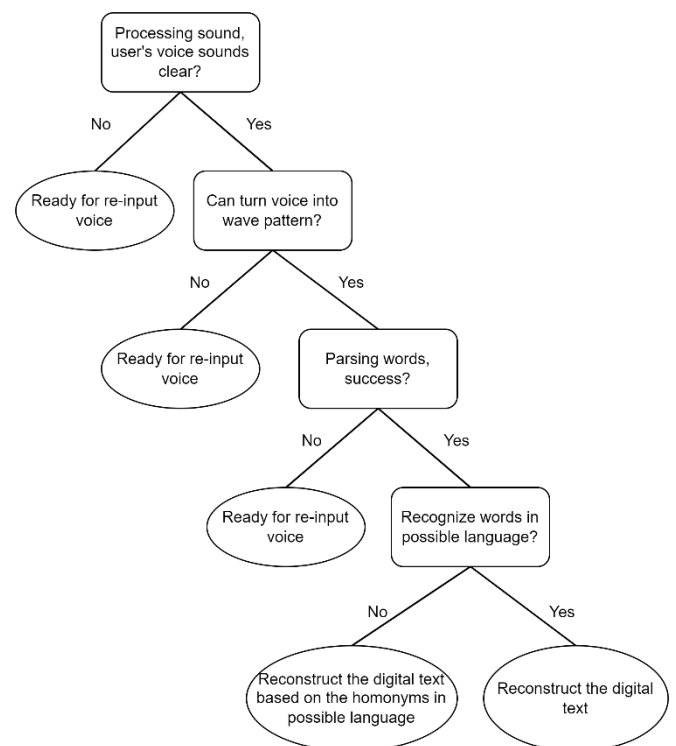 Processing sound,
user's voice sounds
clear?
No
Yes
Ready for re-input
voice
Can turn voice into
wave pattern?
No
Yes
Ready for re-input
voice
Parsing words,
success?
No
Yes
Ready for re-input
voice
Recognize words in
possible language?
No
Yes
Reconstruct the digital text
based on the homonyms in
possible language
Reconstruct the digital
text